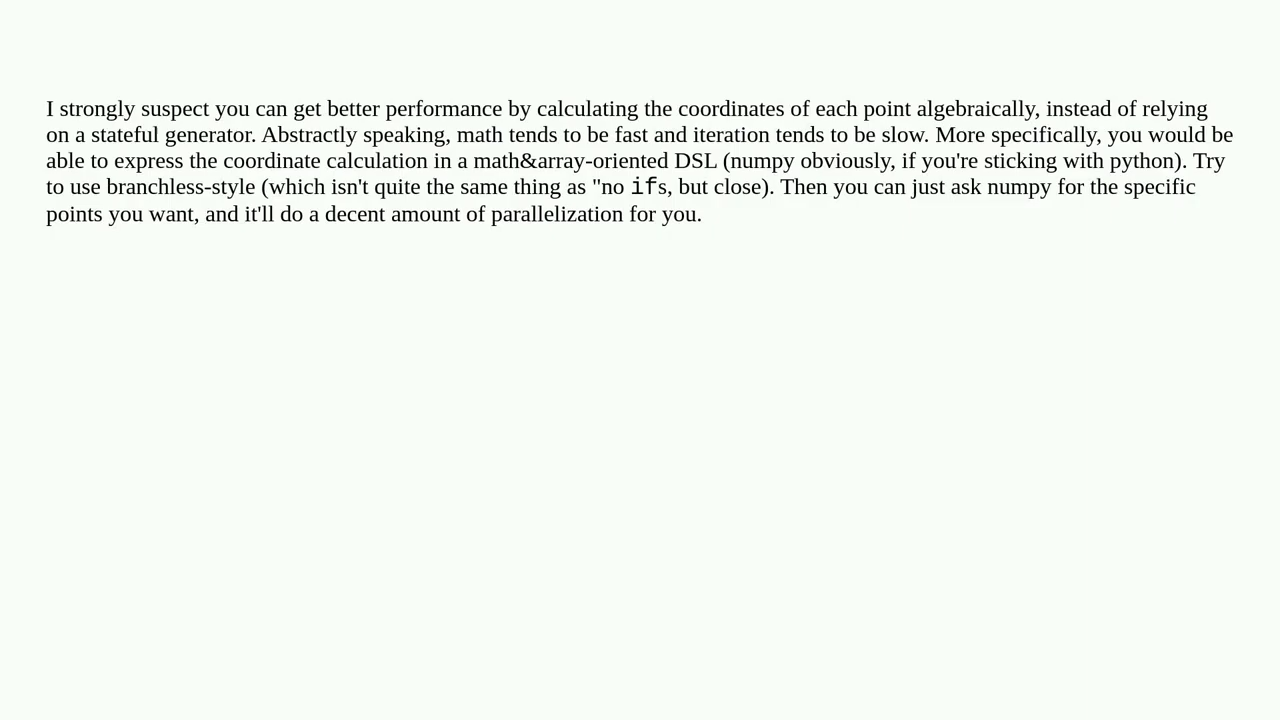 I strongly suspect you can get better performance by calculating the coordinates of each point algebraically, instead of relying
on a stateful generator. Abstractly speaking, math tends to be fast and iteration tends to be slow. More specifically, you would be
able to express the coordinate calculation in a math&array-oriented DSL (numpy obviously, if you're sticking with python). Try
to use branchless-style (which isn't quite the same thing as "no ifs, but close). Then you can just ask numpy for the specific
points you want, and it'll do a decent amount of parallelization for you.